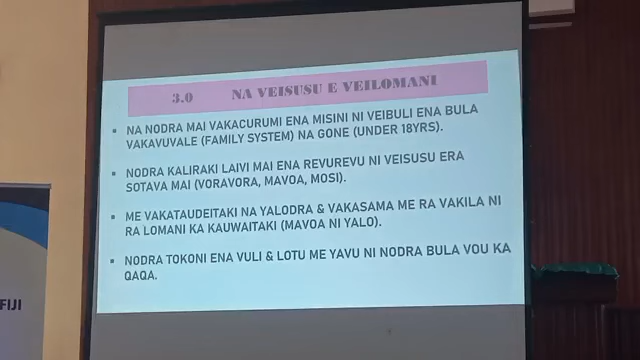 3.0 NA VEISUSU E VEILOMANI
NA NODRA MAI VAKACURUMI ENA MISINI NI VEIBULI ENA BULA
VAKAVUVALE (FAMILY SYSTEM) NA GONE (UNDER 18YRS).
NODRA KALIRAKI LAIVI MAI ENA REVUREVU NI VEISUSU ERA
SOTAVA MAI (VORAVORA, MAVOA, MOSI).
ME VAKATAUDEITAKI NA YALODRA & VAKASAMA ME RA VAKILA NI
RA LOMANI KA KAUWAITAKI (MAVOA NI YALO).
NODRA TOKONI ENA VULI & LOTU ME YAVU NI NODRA BULA VOU KA
QAQA.
FIJI